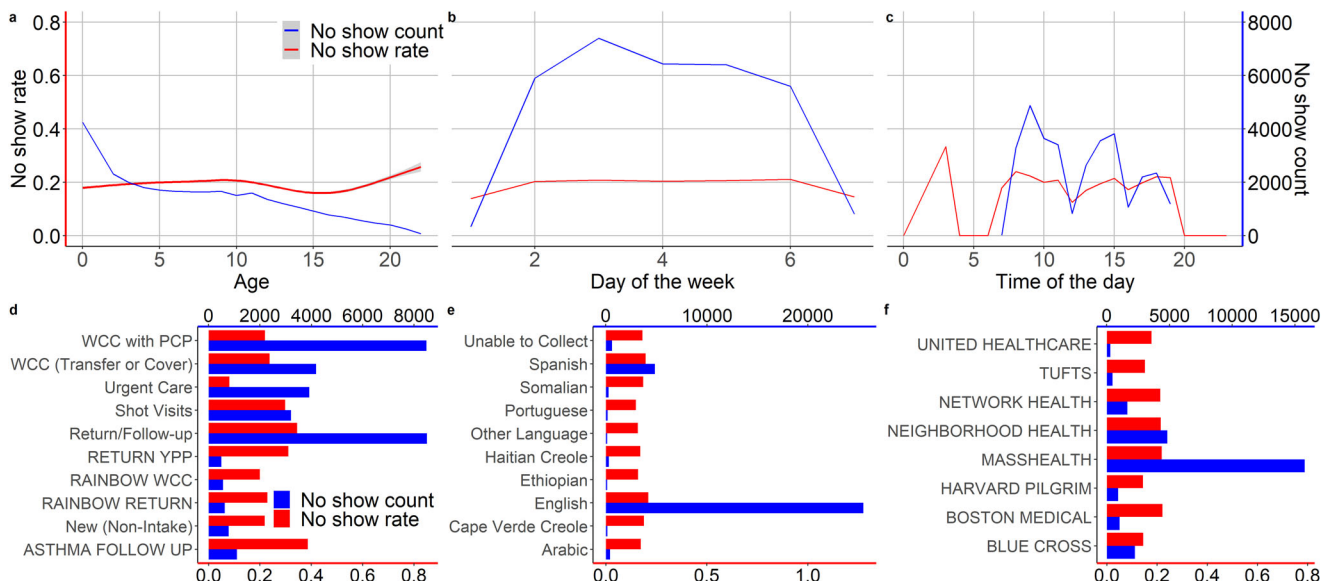 a
b
c
0.8
0.6
0.4
0.2
0.0
No show rate
No show count
No show rate
8000
6000
4000
2000
0
No show count
0 5 10 15 20
2 4 6
0 5 10 15 20
Age
Day of the week
Time of the day
d
0 2000 4000 6000 8000
WCC with PCP
WCC (Transfer or Cover)
Urgent Care
Shot Visits
Return/Follow-up
RETURN YPP
RAINBOW WCC
RAINBOW RETURN
New (Non-Intake)
ASTHMA FOLLOW UP
No show count
No show rate
0.0 0.2 0.4 0.6 0.8
e
0 10000 20000
Unable to Collect
Spanish
Somalian
Portuguese
Other Language
Haitian Creole
Ethiopian
English
Cape Verde Creole
Arabic
0.0 0.5 1.0
f
0 5000 10000 15000
UNITED HEALTHCARE
TUFTS
NETWORK HEALTH
NEIGHBORHOOD HEALTH
MASSHEALTH
HARVARD PILGRIM
BOSTON MEDICAL
BLUE CROSS
0.0 0.2 0.4 0.6 0.8